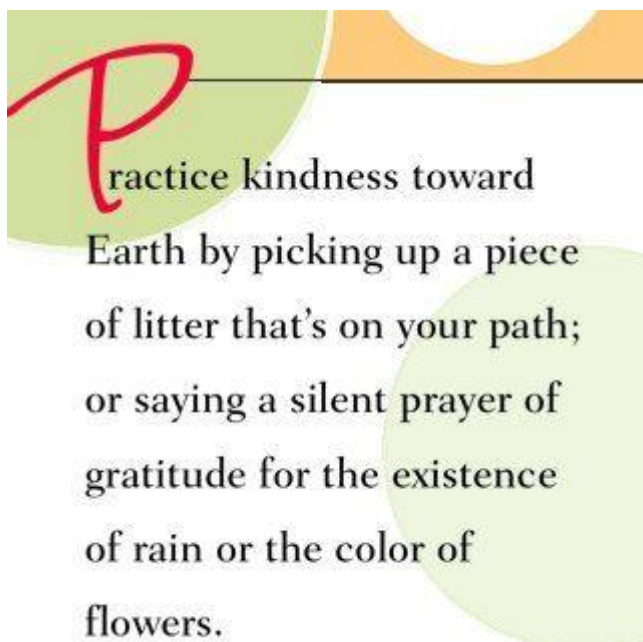 Practice kindness toward
Earth by picking up a piece
of litter that's on your path;
or saying a silent prayer of
gratitude for the existence
of rain or the color of
flowers.